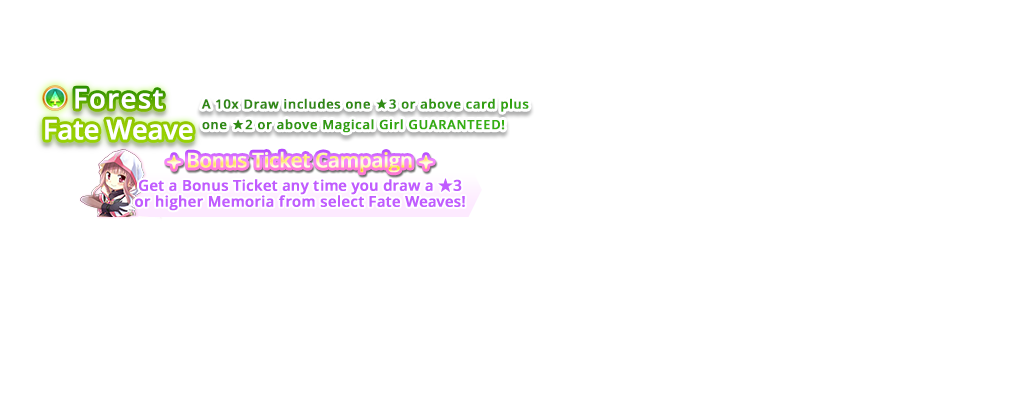 Forest
Fate Weave
A 10x Draw includes one ★3 or above card plus
one ★2 or above Magical Girl GUARANTEED!
Bonus Ticket Campaign
Get a Bonus Ticket any time you draw a ★3
or higher Memoria from select Fate Weaves!